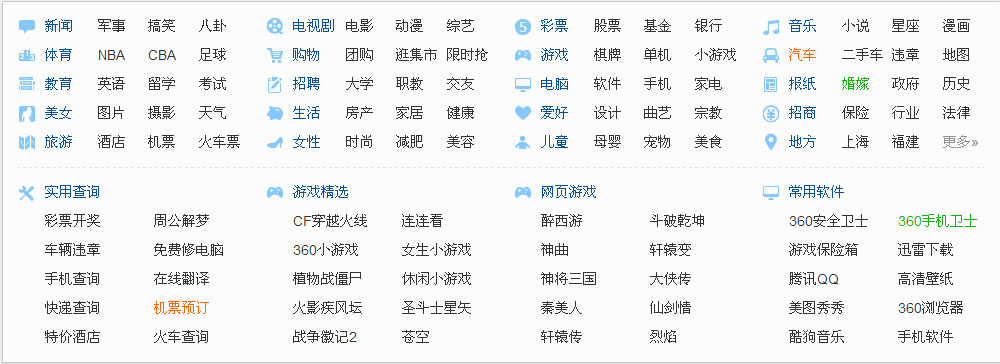 新闻 军事 搞笑 八卦 电视剧 电影 动漫 综艺 彩票 股票 基金 银行 音乐 小说 星座 漫画
体育 NBA CBA 足球 购物 团购 逛集市 限时抢 游戏 棋牌 单机 小游戏 汽车 二手车 违章 地图
教育 英语 留学 考试 招聘 大学 职教 交友 电脑 软件 手机 家电 报纸 婚嫁 政府 历史
美女 图片 摄影 天气 生活 房产 家居 健康 爱好 设计 曲艺 宗教 招商 保险 行业 法律
旅游 酒店 机票 火车票 女性 时尚 减肥 美容 儿童 母婴 宠物 美食 地方 上海 福建 更多»
实用查询 游戏精选 网页游戏 常用软件
彩票开奖 周公解梦 CF穿越火线 连连看 醉西游 斗破乾坤 360安全卫士 360手机卫士
车辆违章 免费修电脑 360小游戏 女生小游戏 神曲 轩辕变 游戏保险箱 迅雷下载
手机查询 在线翻译 植物战僵尸 休闲小游戏 神将三国 大侠传 腾讯QQ 高清壁纸
快递查询 机票预订 火影疾风坛 圣斗士星矢 秦美人 仙剑情 美图秀秀 360浏览器
特价酒店 火车查询 战争徽记2 苍空 轩辕传 烈焰 酷狗音乐 手机软件